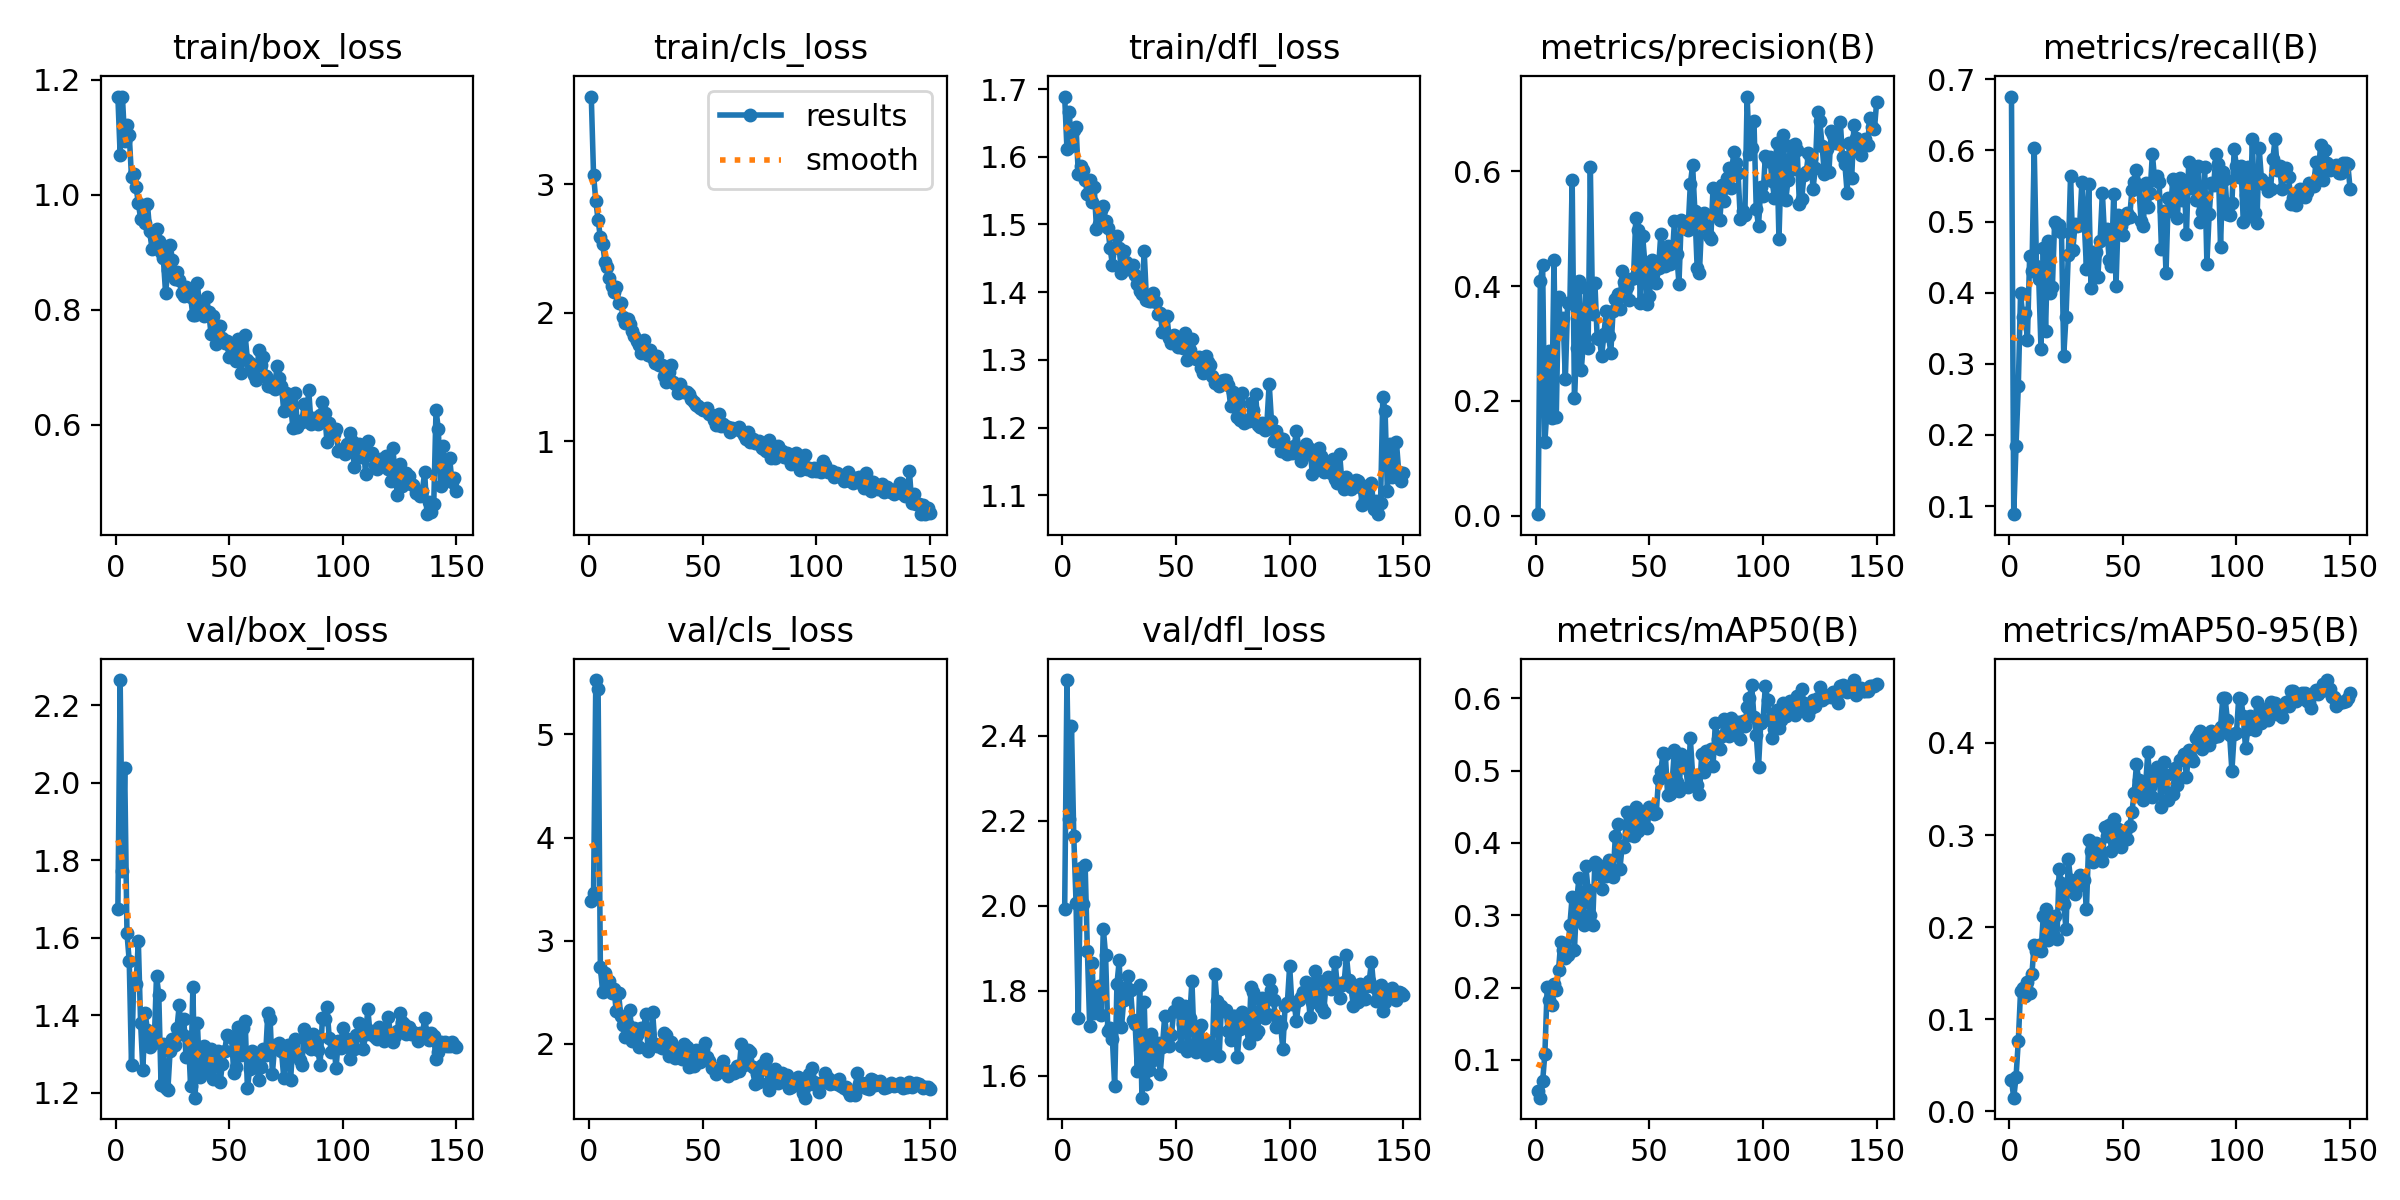 train/box_loss
1.2
1.0
0.8
0.6
0 50 100 150
train/cls_loss
results
smooth
3
2
1
0 50 100 150
train/dfl_loss
1.7
1.6
1.5
1.4
1.3
1.2
1.1
0 50 100 150
metrics/precision(B)
0.6
0.4
0.2
0.0
0 50 100 150
metrics/recall(B)
0.7
0.6
0.5
0.4
0.3
0.2
0.1
0 50 100 150
val/box_loss
2.2
2.0
1.8
1.6
1.4
1.2
0 50 100 150
val/cls_loss
5
4
3
2
0 50 100 150
val/dfl_loss
2.4
2.2
2.0
1.8
1.6
0 50 100 150
metrics/mAP50(B)
0.6
0.5
0.4
0.3
0.2
0.1
0 50 100 150
metrics/mAP50-95(B)
0.4
0.3
0.2
0.1
0.0
0 50 100 150